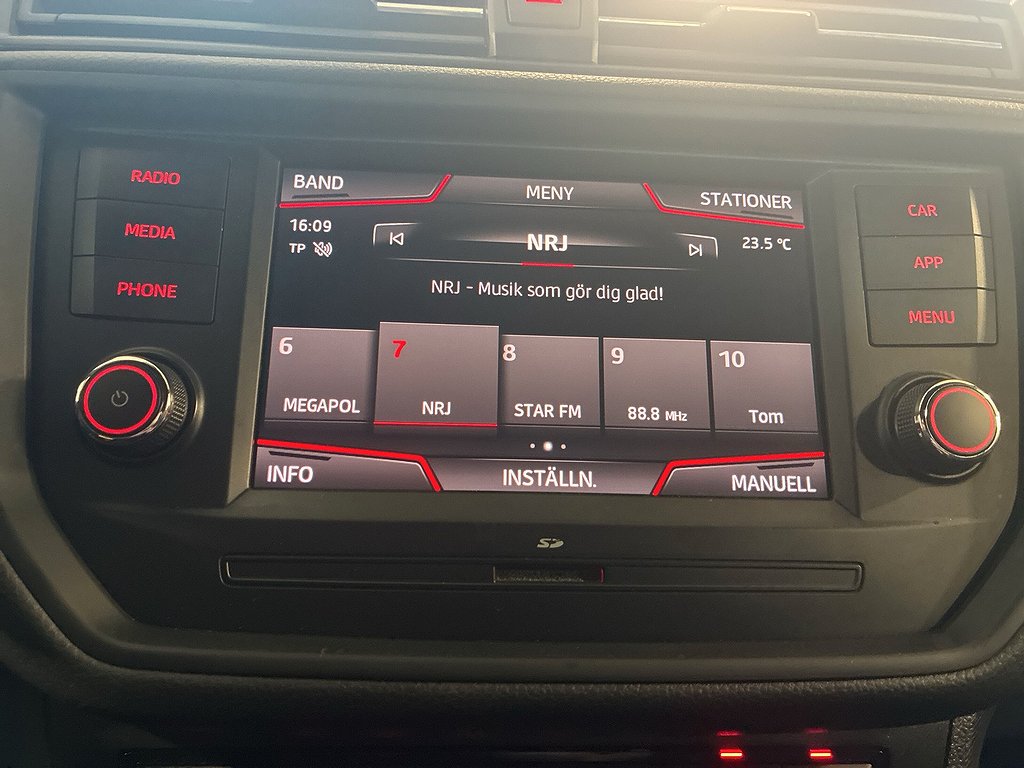 RADIO
MEDIA
PHONE
BAND
MENY
STATIONER
16:09
TP
NRJ
23.5 °C
NRJ - Musik som gör dig glad!
6
MEGAPOL
7
NRJ
8
STAR FM
9
88.8 MHz
10
Tom
INFO
INSTÄLLN.
MANUELL
CAR
APP
MENU
SD